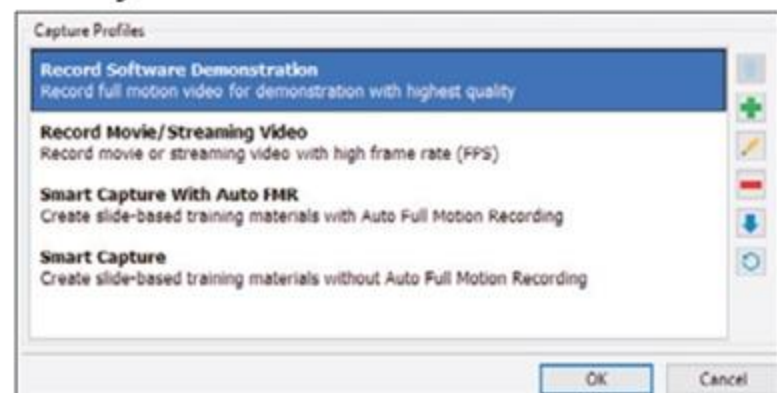 Capture Profiles
Record Software Demonstration
Record full motion video for demonstration with highest quality
Record Movie/Streaming Video
Record movie or streaming video with high frame rate (FPS)
Smart Capture With Auto FMR
Create slide-based training materials with Auto Full Motion Recording
Smart Capture
Create slide-based training materials without Auto Full Motion Recording
OK Cancel